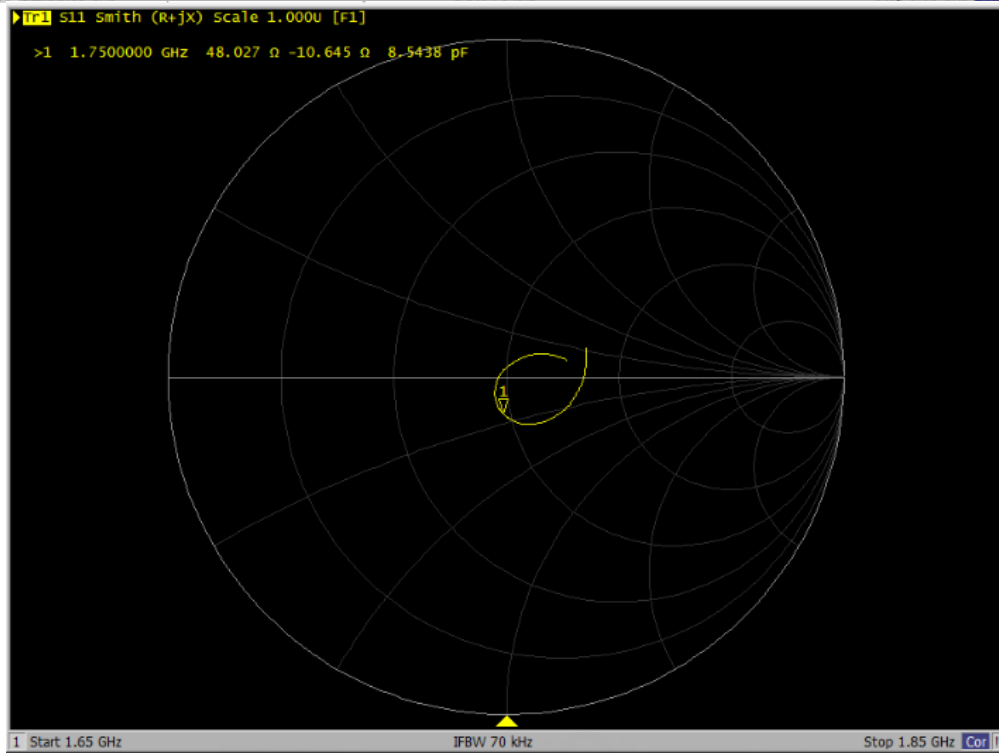 Tr1 S11 Smith (R+jX) Scale 1.000U [F1]
>1 1.7500000 GHz 48.027 Ω -10.645 Ω 8.5438 pF
1
1 Start 1.65 GHz IFBW 70 kHz Stop 1.85 GHz Cor